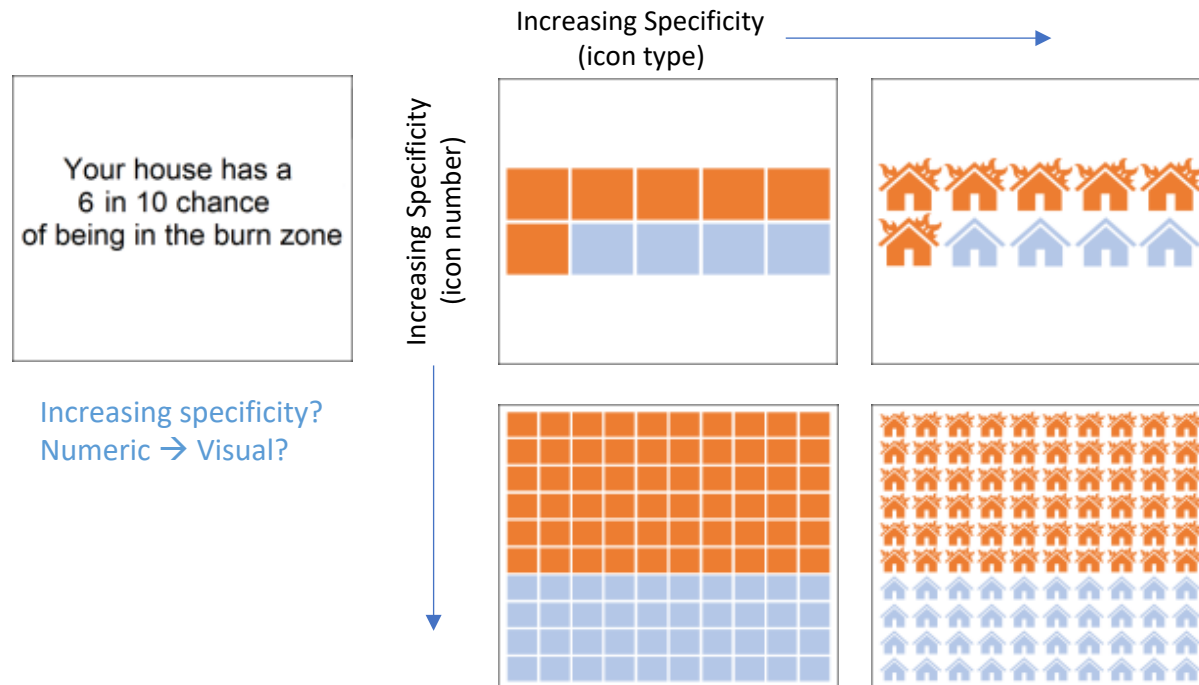 Increasing Specificity
(icon type)
Your house has a
6 in 10 chance
of being in the burn zone
Increasing Specificity
(icon number)
Increasing specificity?
Numeric → Visual?